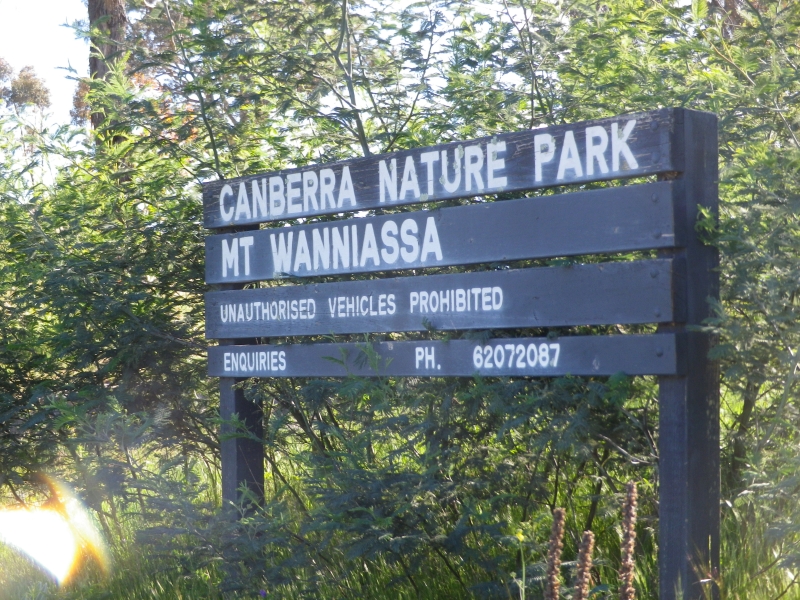 CANBERRA NATURE PARK
MT WANNIASSA
UNAUTHORISED VEHICLES PROHIBITED
ENQUIRIES PH. 62072087